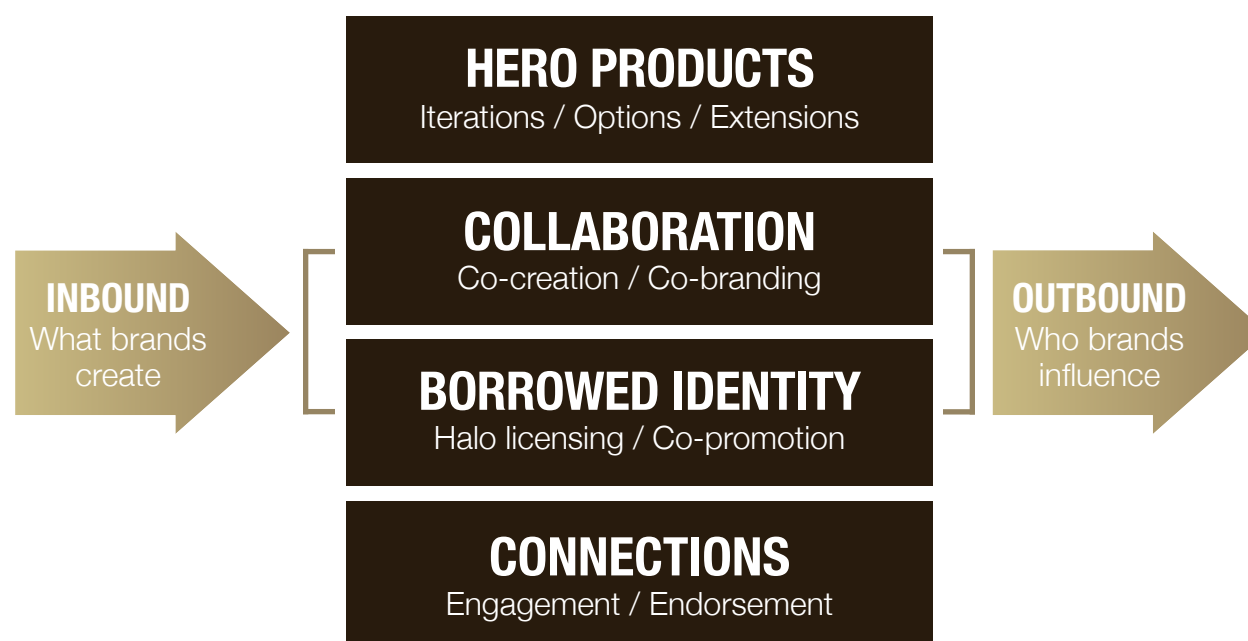 HERO PRODUCTS
Iterations / Options / Extensions
COLLABORATION
Co-creation / Co-branding
INBOUND
What brands
create
OUTBOUND
Who brands
influence
BORROWED IDENTITY
Halo licensing / Co-promotion
CONNECTIONS
Engagement / Endorsement